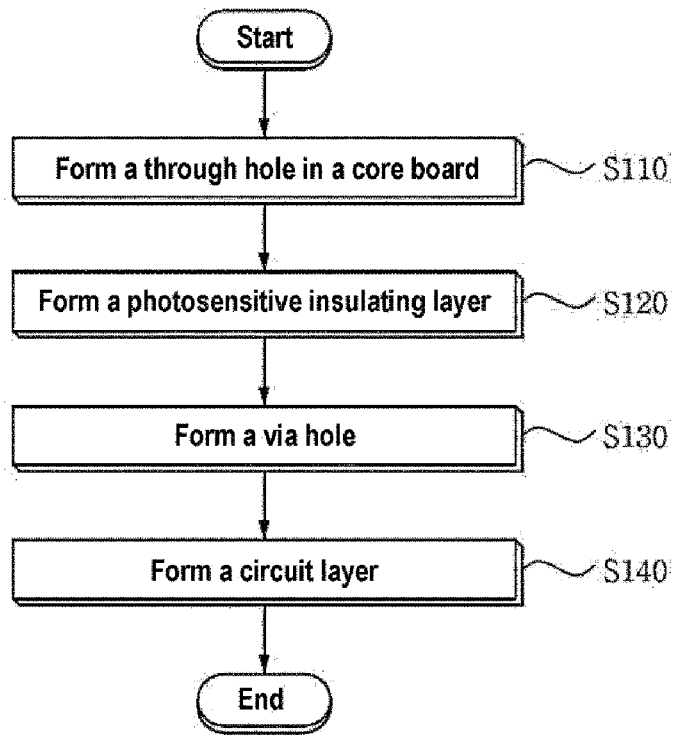 Start
Form a through hole in a core board
S110
Form a photosensitive insulating layer
S120
Form a via hole
S130
Form a circuit layer
S140
End